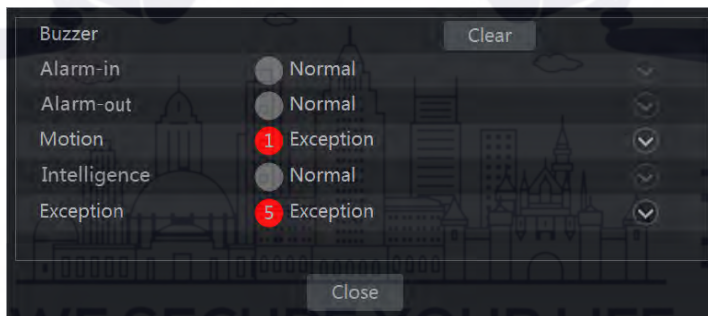 Buzzer Clear
Alarm-in Normal
Alarm-out Normal
Motion 1 Exception
Intelligence Normal
Exception 5 Exception
Close